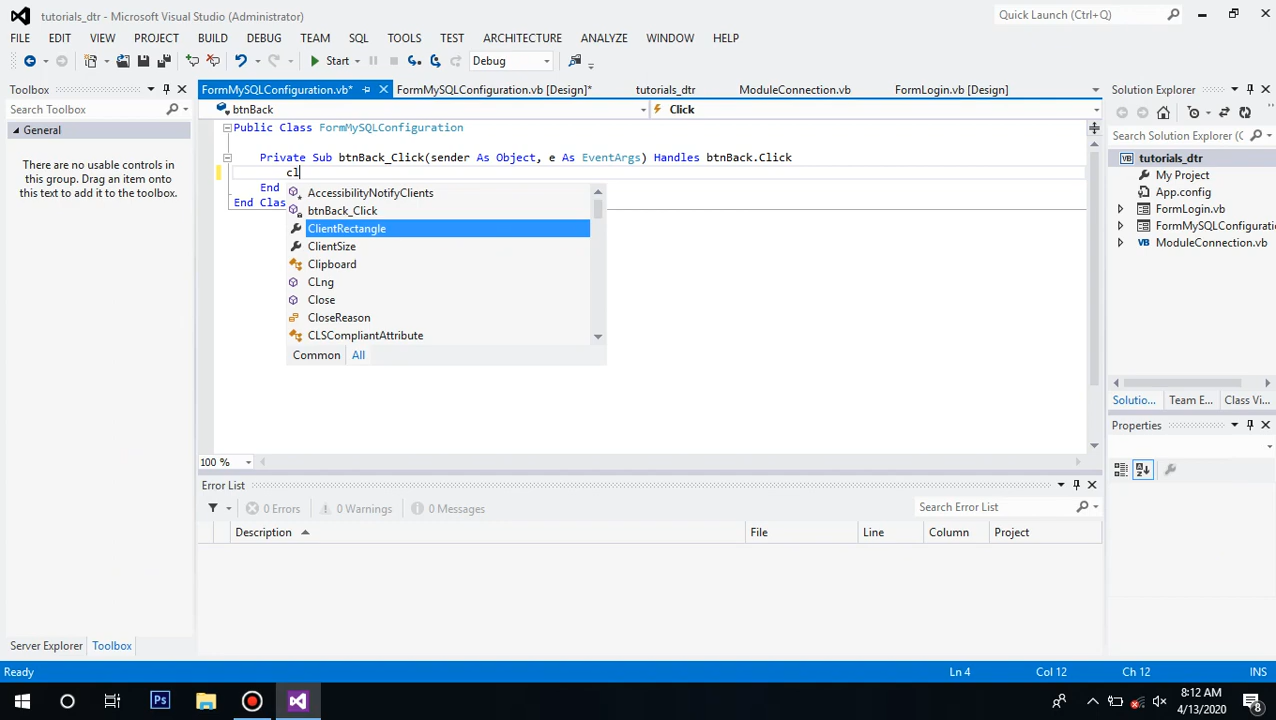 tutorials_dtr - Microsoft Visual Studio (Administrator)
Quick Launch (Ctrl+Q)
FILE EDIT VIEW PROJECT BUILD DEBUG TEAM SQL TOOLS TEST ARCHITECTURE ANALYZE WINDOW HELP
Start Debug
Toolbox
Search Toolbox
General
There are no usable controls in
this group. Drag an item onto
this text to add it to the toolbox.
Server Explorer Toolbox
FormMySQLConfiguration.vb* FormMySQLConfiguration.vb [Design]* tutorials_dtr ModuleConnection.vb FormLogin.vb [Design]
btnBack Click
Public Class FormMySQLConfiguration
Private Sub btnBack_Click(sender As Object, e As EventArgs) Handles btnBack.Click
cl
End
End Clas
AccessibilityNotifyClients
btnBack_Click
ClientRectangle
ClientSize
Clipboard
CLng
Close
CloseReason
CLSCompliantAttribute
Common All
100 %
Error List
0 Errors 0 Warnings 0 Messages Search Error List
Description File Line Column Project
Solution Explorer
Search Solution Explorer
tutorials_dtr
My Project
App.config
FormLogin.vb
FormMySQLConfigurati
ModuleConnection.vb
Solutio... Team E... Class Vi...
Properties
Ready Ln 4 Col 12 Ch 12 INS
8:12 AM
4/13/2020
8